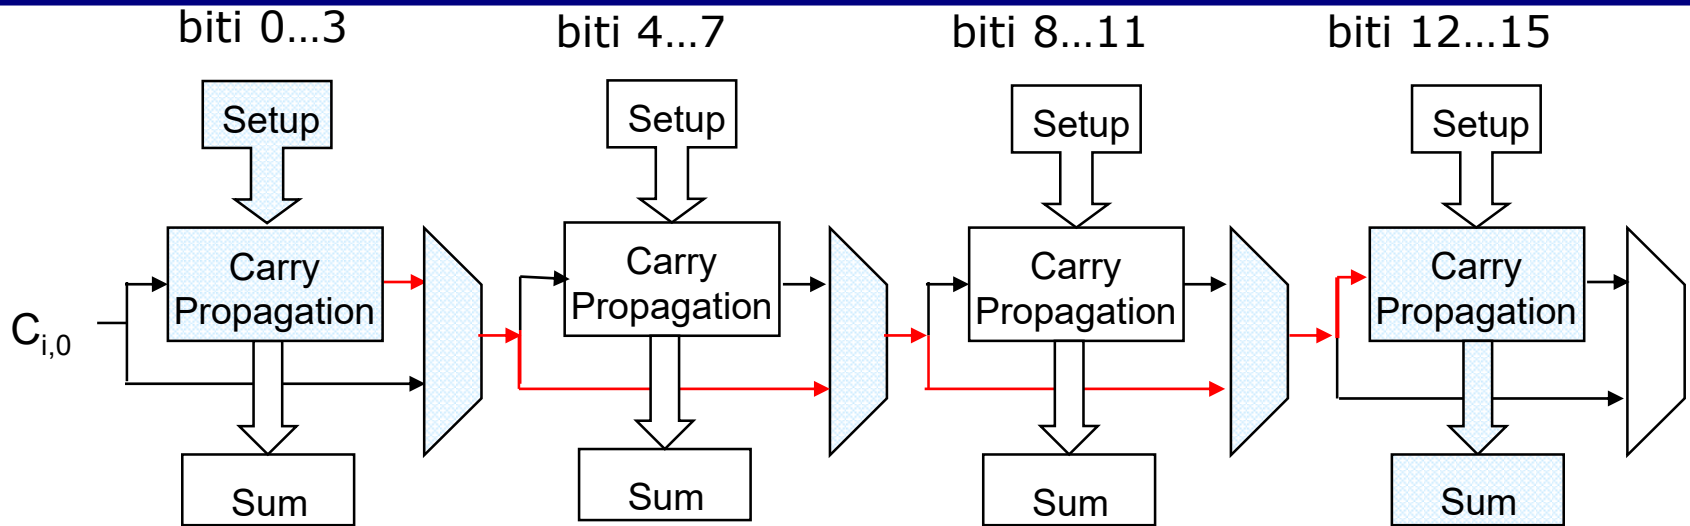 biti 0...3
biti 4...7
biti 8...11
biti 12...15
Setup
Setup
Setup
Setup
Carry
Propagation
Carry
Propagation
Carry
Propagation
Carry
Propagation
Ci,0
Sum
Sum
Sum
Sum